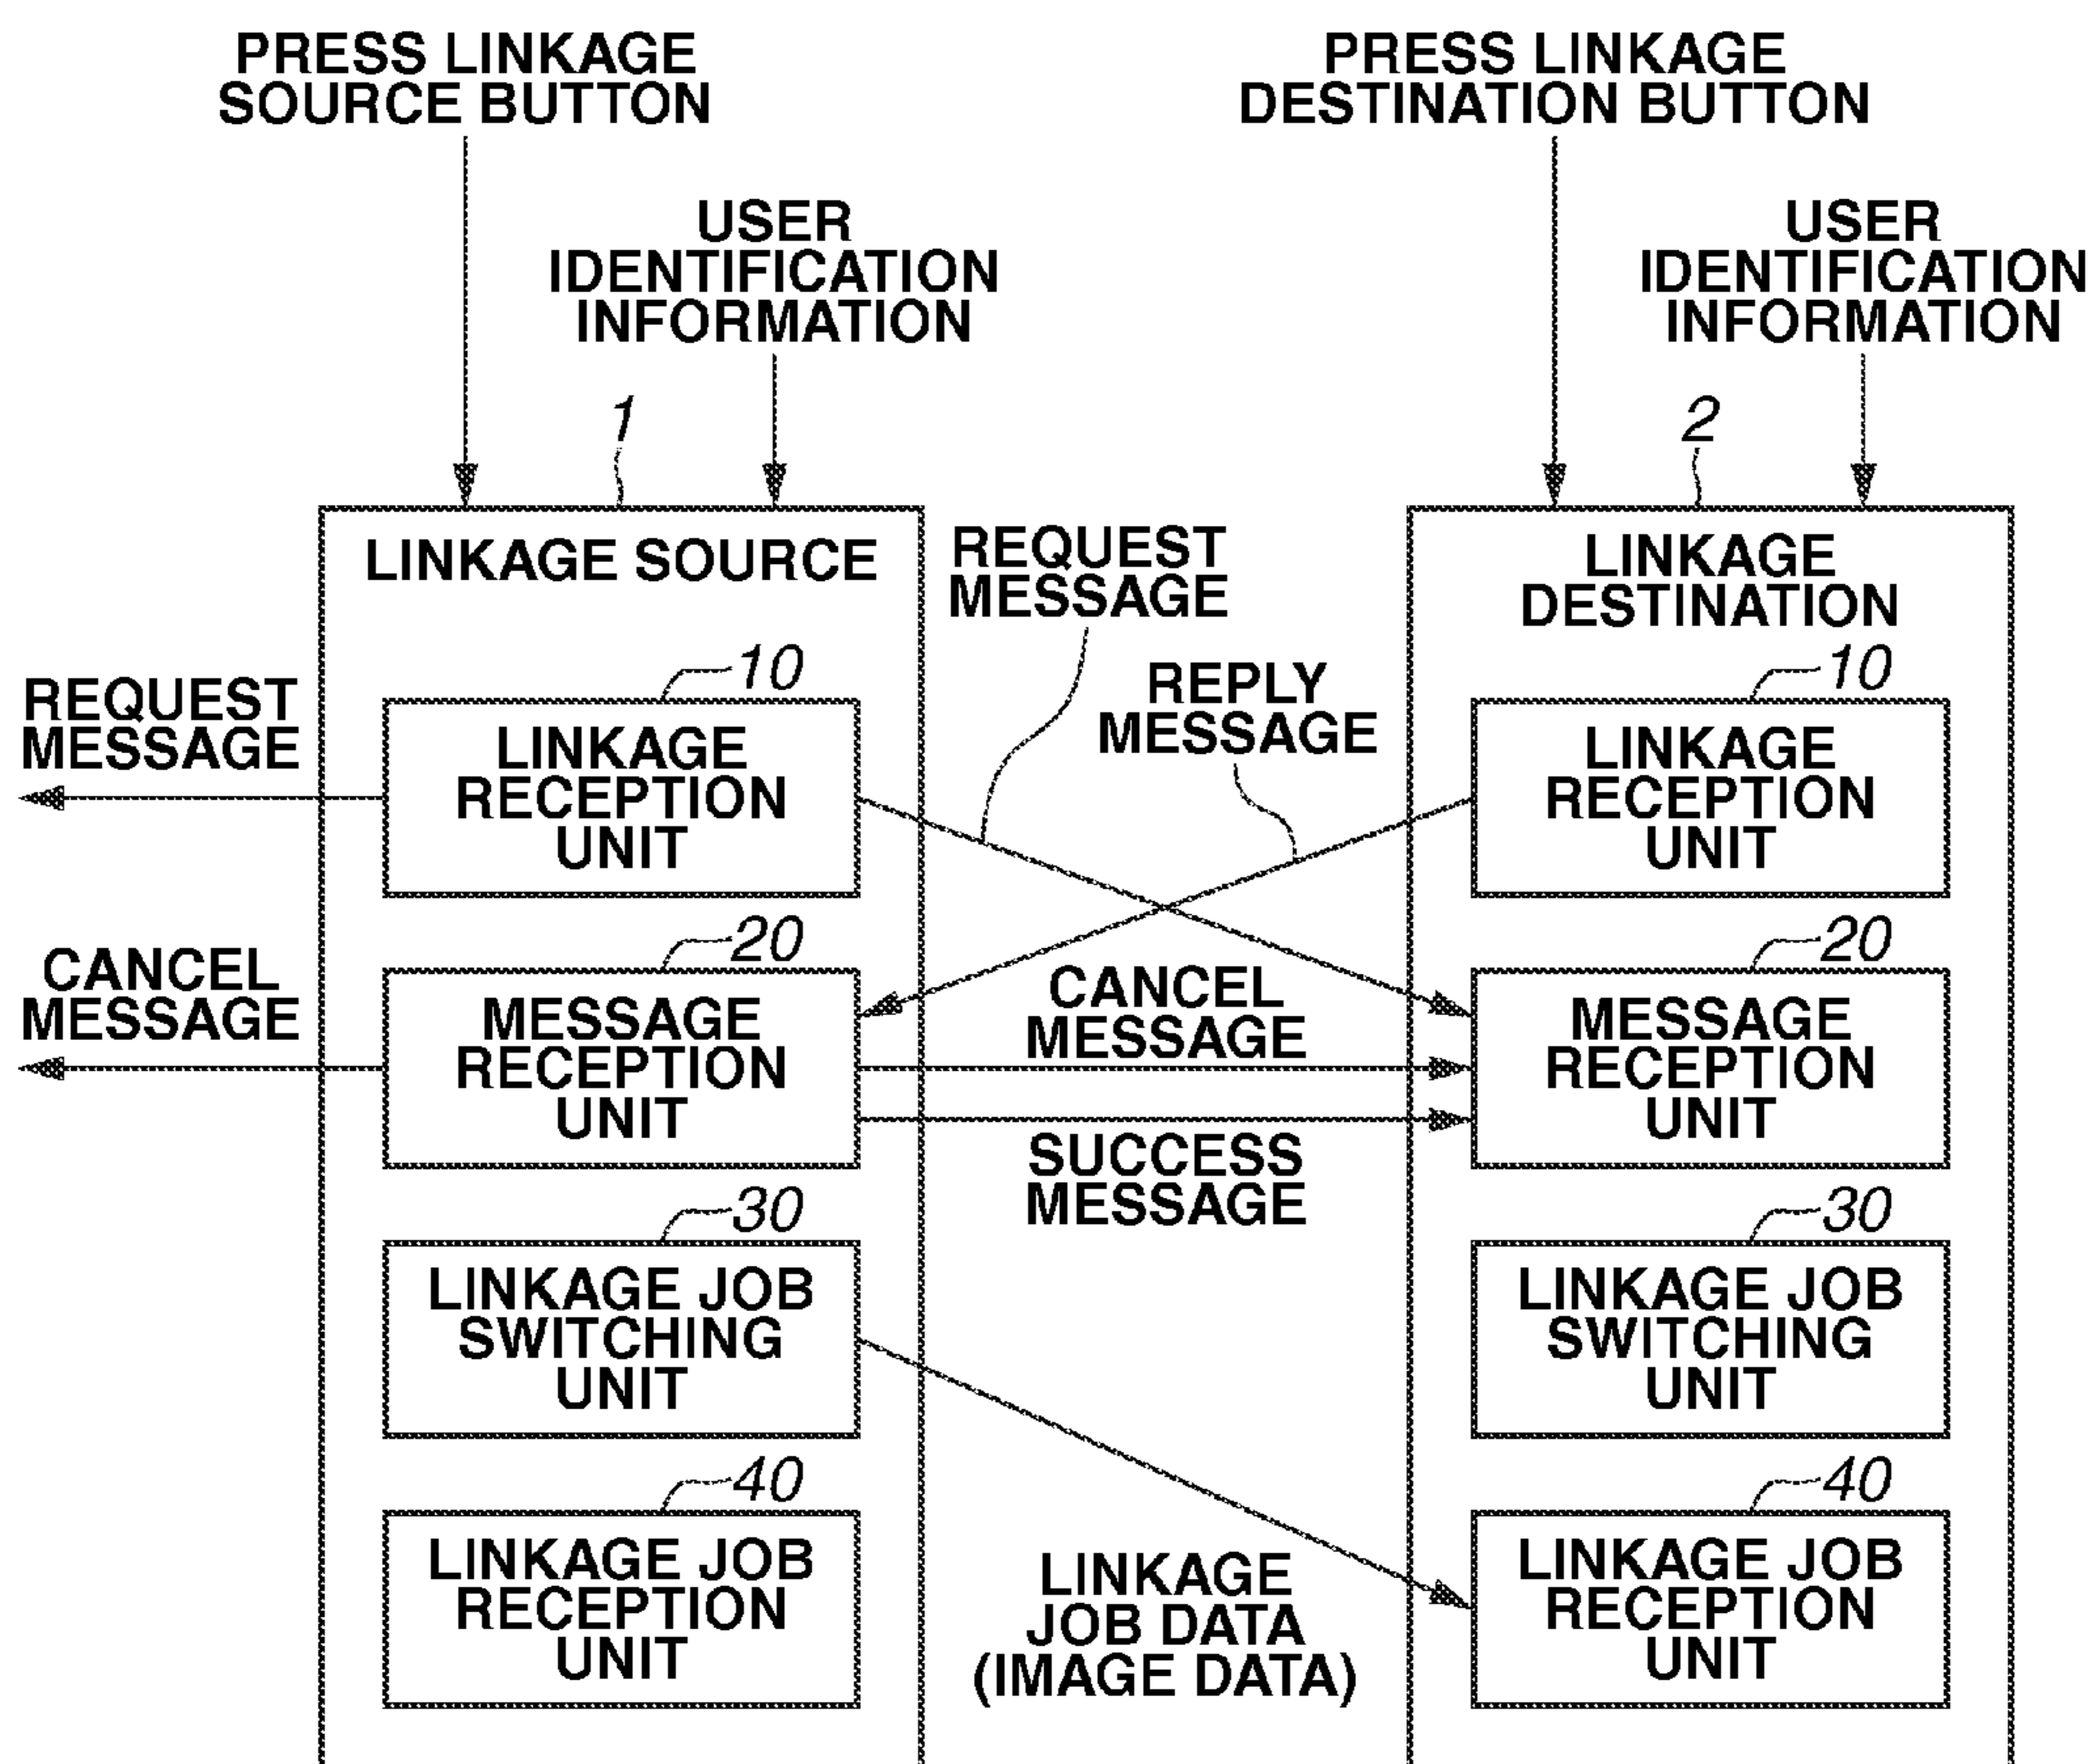 PRESS LINKAGE
SOURCE BUTTON
PRESS LINKAGE
DESTINATION BUTTON
USER
IDENTIFICATION
INFORMATION
USER
IDENTIFICATION
INFORMATION
1
2
LINKAGE SOURCE
REQUEST
MESSAGE
LINKAGE
DESTINATION
REQUEST
MESSAGE
10
LINKAGE
RECEPTION
UNIT
REPLY
MESSAGE
10
LINKAGE
RECEPTION
UNIT
CANCEL
MESSAGE
20
MESSAGE
RECEPTION
UNIT
CANCEL
MESSAGE
SUCCESS
MESSAGE
20
MESSAGE
RECEPTION
UNIT
30
LINKAGE JOB
SWITCHING
UNIT
30
LINKAGE JOB
SWITCHING
UNIT
40
LINKAGE JOB
RECEPTION
UNIT
LINKAGE
JOB DATA
(IMAGE DATA)
40
LINKAGE JOB
RECEPTION
UNIT